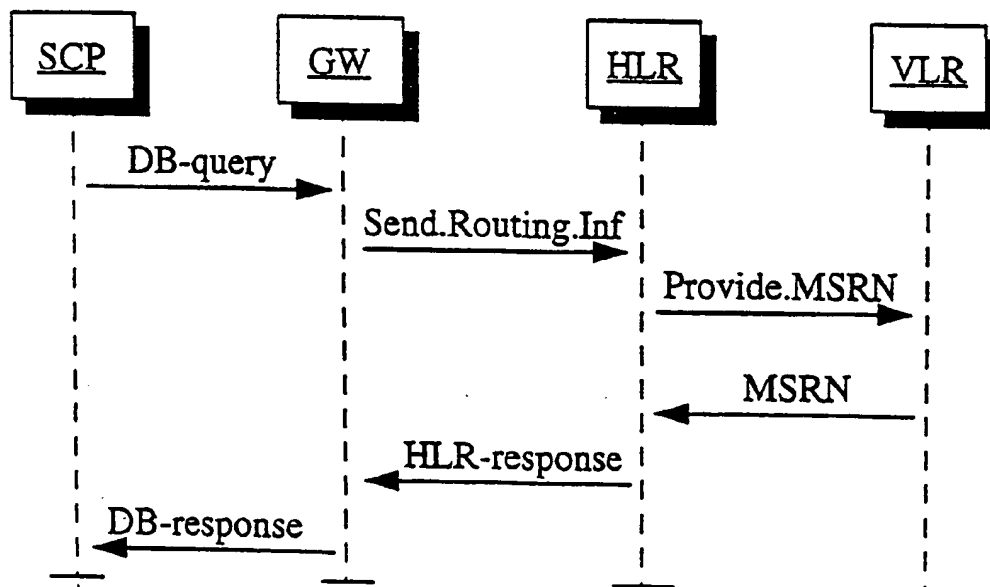 SCP
GW
HLR
VLR
DB-query
Send.Routing.Inf
Provide.MSRN
MSRN
HLR-response
DB-response